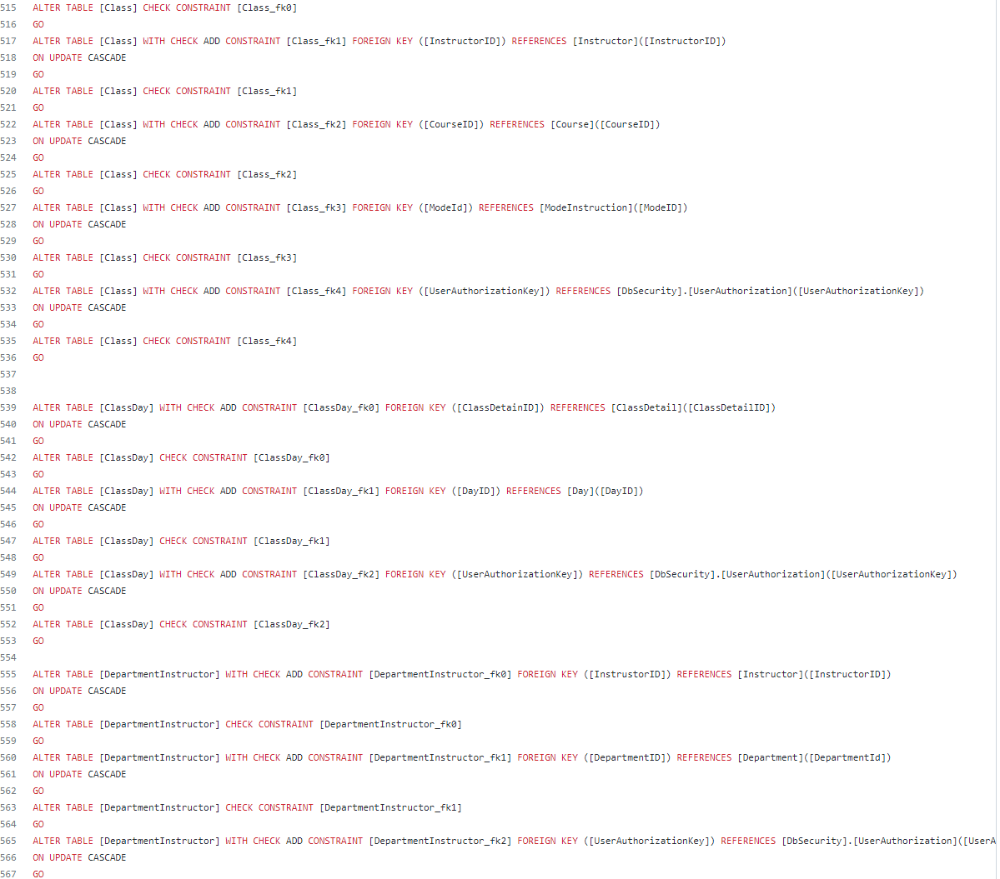 515 ALTER TABLE [Class] CHECK CONSTRAINT [Class_fk0]
516 GO
517 ALTER TABLE [Class] WITH CHECK ADD CONSTRAINT [Class_fk1] FOREIGN KEY ([InstructorID]) REFERENCES [Instructor]([InstructorID])
518 ON UPDATE CASCADE
519 GO
520 ALTER TABLE [Class] CHECK CONSTRAINT [Class_fk1]
521 GO
522 ALTER TABLE [Class] WITH CHECK ADD CONSTRAINT [Class_fk2] FOREIGN KEY ([CourseID]) REFERENCES [Course]([CourseID])
523 ON UPDATE CASCADE
524 GO
525 ALTER TABLE [Class] CHECK CONSTRAINT [Class_fk2]
526 GO
527 ALTER TABLE [Class] WITH CHECK ADD CONSTRAINT [Class_fk3] FOREIGN KEY ([ModeId]) REFERENCES [ModeInstruction]([ModeID])
528 ON UPDATE CASCADE
529 GO
530 ALTER TABLE [Class] CHECK CONSTRAINT [Class_fk3]
531 GO
532 ALTER TABLE [Class] WITH CHECK ADD CONSTRAINT [Class_fk4] FOREIGN KEY ([UserAuthorizationKey]) REFERENCES [DbSecurity].[UserAuthorization]([UserAuthorizationKey])
533 ON UPDATE CASCADE
534 GO
535 ALTER TABLE [Class] CHECK CONSTRAINT [Class_fk4]
536 GO
537
538
539 ALTER TABLE [ClassDay] WITH CHECK ADD CONSTRAINT [ClassDay_fk0] FOREIGN KEY ([ClassDetainID]) REFERENCES [ClassDetail]([ClassDetailID])
540 ON UPDATE CASCADE
541 GO
542 ALTER TABLE [ClassDay] CHECK CONSTRAINT [ClassDay_fk0]
543 GO
544 ALTER TABLE [ClassDay] WITH CHECK ADD CONSTRAINT [ClassDay_fk1] FOREIGN KEY ([DayID]) REFERENCES [Day]([DayID])
545 ON UPDATE CASCADE
546 GO
547 ALTER TABLE [ClassDay] CHECK CONSTRAINT [ClassDay_fk1]
548 GO
549 ALTER TABLE [ClassDay] WITH CHECK ADD CONSTRAINT [ClassDay_fk2] FOREIGN KEY ([UserAuthorizationKey]) REFERENCES [DbSecurity].[UserAuthorization]([UserAuthorizationKey])
550 ON UPDATE CASCADE
551 GO
552 ALTER TABLE [ClassDay] CHECK CONSTRAINT [ClassDay_fk2]
553 GO
554
555 ALTER TABLE [DepartmentInstructor] WITH CHECK ADD CONSTRAINT [DepartmentInstructor_fk0] FOREIGN KEY ([InstrustorID]) REFERENCES [Instructor]([InstructorID])
556 ON UPDATE CASCADE
557 GO
558 ALTER TABLE [DepartmentInstructor] CHECK CONSTRAINT [DepartmentInstructor_fk0]
559 GO
560 ALTER TABLE [DepartmentInstructor] WITH CHECK ADD CONSTRAINT [DepartmentInstructor_fk1] FOREIGN KEY ([DepartmentID]) REFERENCES [Department]([DepartmentId])
561 ON UPDATE CASCADE
562 GO
563 ALTER TABLE [DepartmentInstructor] CHECK CONSTRAINT [DepartmentInstructor_fk1]
564 GO
565 ALTER TABLE [DepartmentInstructor] WITH CHECK ADD CONSTRAINT [DepartmentInstructor_fk2] FOREIGN KEY ([UserAuthorizationKey]) REFERENCES [DbSecurity].[UserAuthorization]([UserA
566 ON UPDATE CASCADE
567 GO